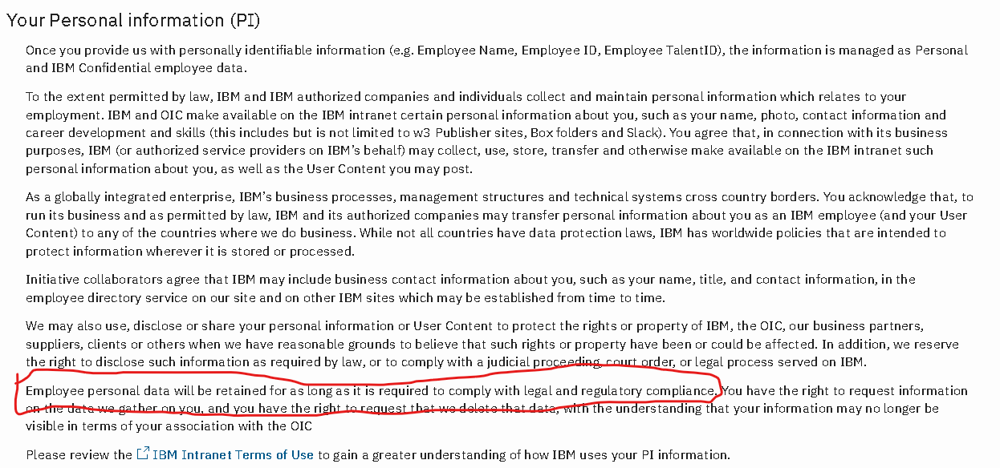 Your Personal information (PI)
Once you provide us with personally identifiable information (e.g. Employee Name, Employee ID, Employee TalentID), the information is managed as Personal
and IBM Confidential employee data.
To the extent permitted by law, IBM and IBM authorized companies and individuals collect and maintain personal information which relates to your
employment. IBM and OIC make available on the IBM intranet certain personal information about you, such as your name, photo, contact information and
career development and skills (this includes but is not limited to w3 Publisher sites, Box folders and Slack). You agree that, in connection with its business
purposes, IBM (or authorized service providers on IBM's behalf) may collect, use, store, transfer and otherwise make available on the IBM intranet such
personal information about you, as well as the User Content you may post.
As a globally integrated enterprise, IBM's business processes, management structures and technical systems cross country borders. You acknowledge that, to
run its business and as permitted by law, IBM and its authorized companies may transfer personal information about you as an IBM employee (and your User
Content) to any of the countries where we do business. While not all countries have data protection laws, IBM has worldwide policies that are intended to
protect information wherever it is stored or processed.
Initiative collaborators agree that IBM may include business contact information about you, such as your name, title, and contact information, in the
employee directory service on our site and on other IBM sites which may be established from time to time.
We may also use, disclose or share your personal information or User Content to protect the rights or property of IBM, the OIC, our business partners,
suppliers, clients or others when we have reasonable grounds to believe that such rights or property have been or could be affected. In addition, we reserve
the right to disclose such information as required by law, or to comply with a judicial proceeding, court order, or legal process served on IBM.
Employee personal data will be retained for as long as it is required to comply with legal and regulatory compliance. You have the right to request information
on the data we gather on you, and you have the right to request that we delete that data, with the understanding that your information may no longer be
visible in terms of your association with the OIC
Please review the IBM Intranet Terms of Use to gain a greater understanding of how IBM uses your PI information.